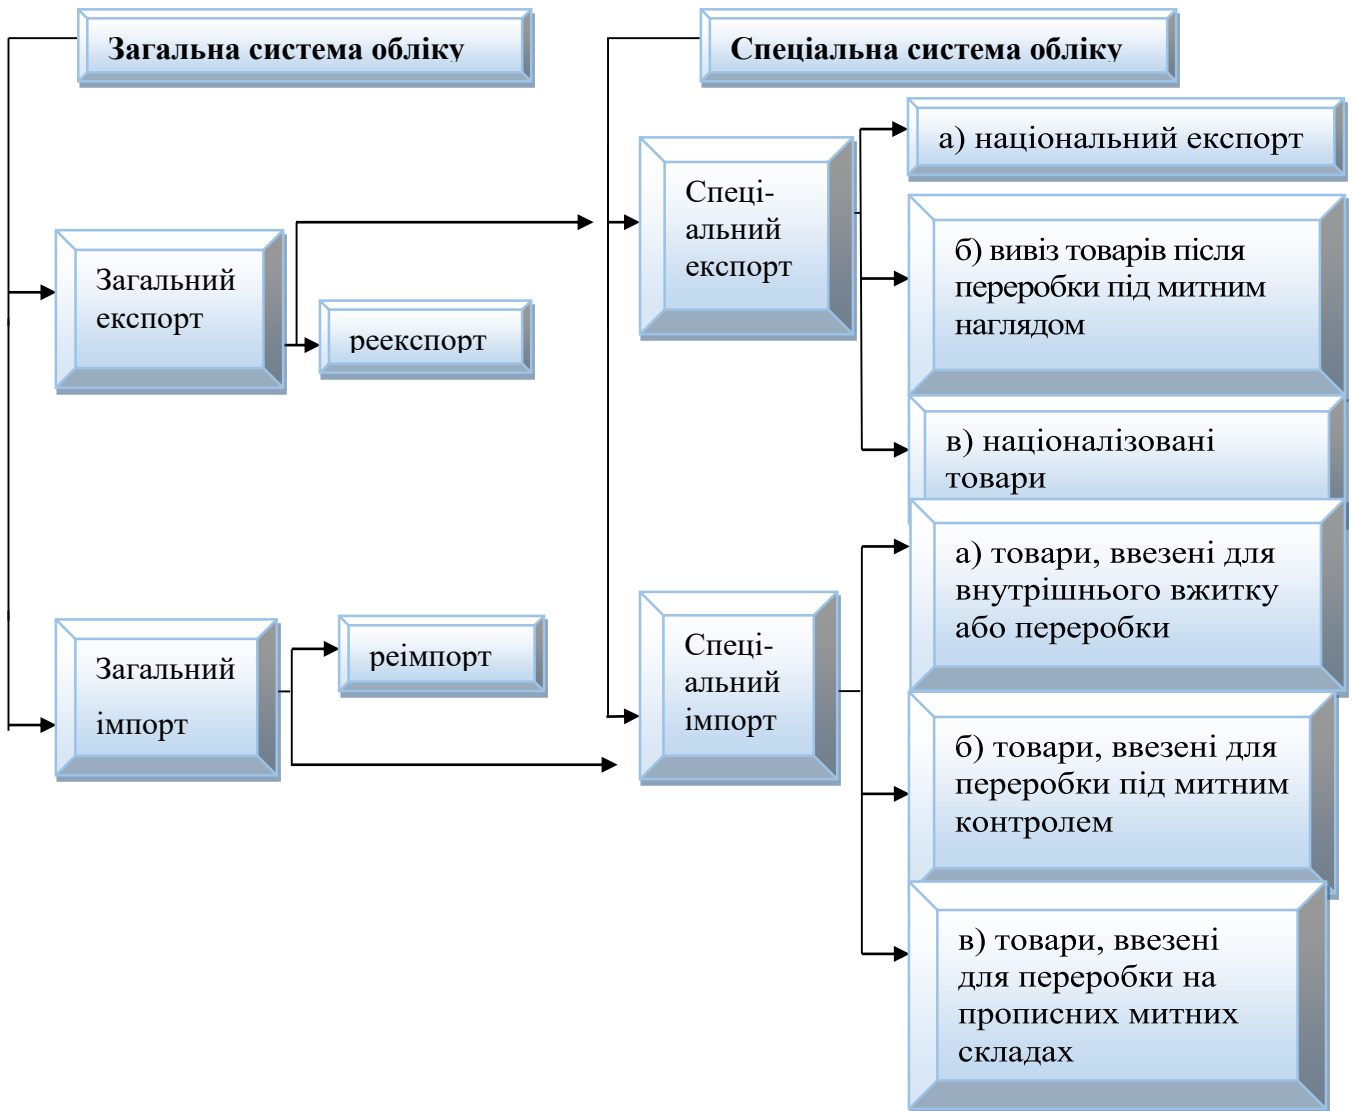 Загальна система обліку
Спеціальна система обліку
Загальний
експорт
реекспорт
Загальний
імпорт
реімпорт
Спеці-
альний
експорт
а) національний експорт
б) вивіз товарів після
переробки під митним
наглядом
в) націоналізовані
товари
Спеці-
альний
імпорт
а) товари, ввезені для
внутрішнього вжитку
або переробки
б) товари, ввезені для
переробки під митним
контролем
в) товари, ввезені
для переробки на
прописних митних
складах